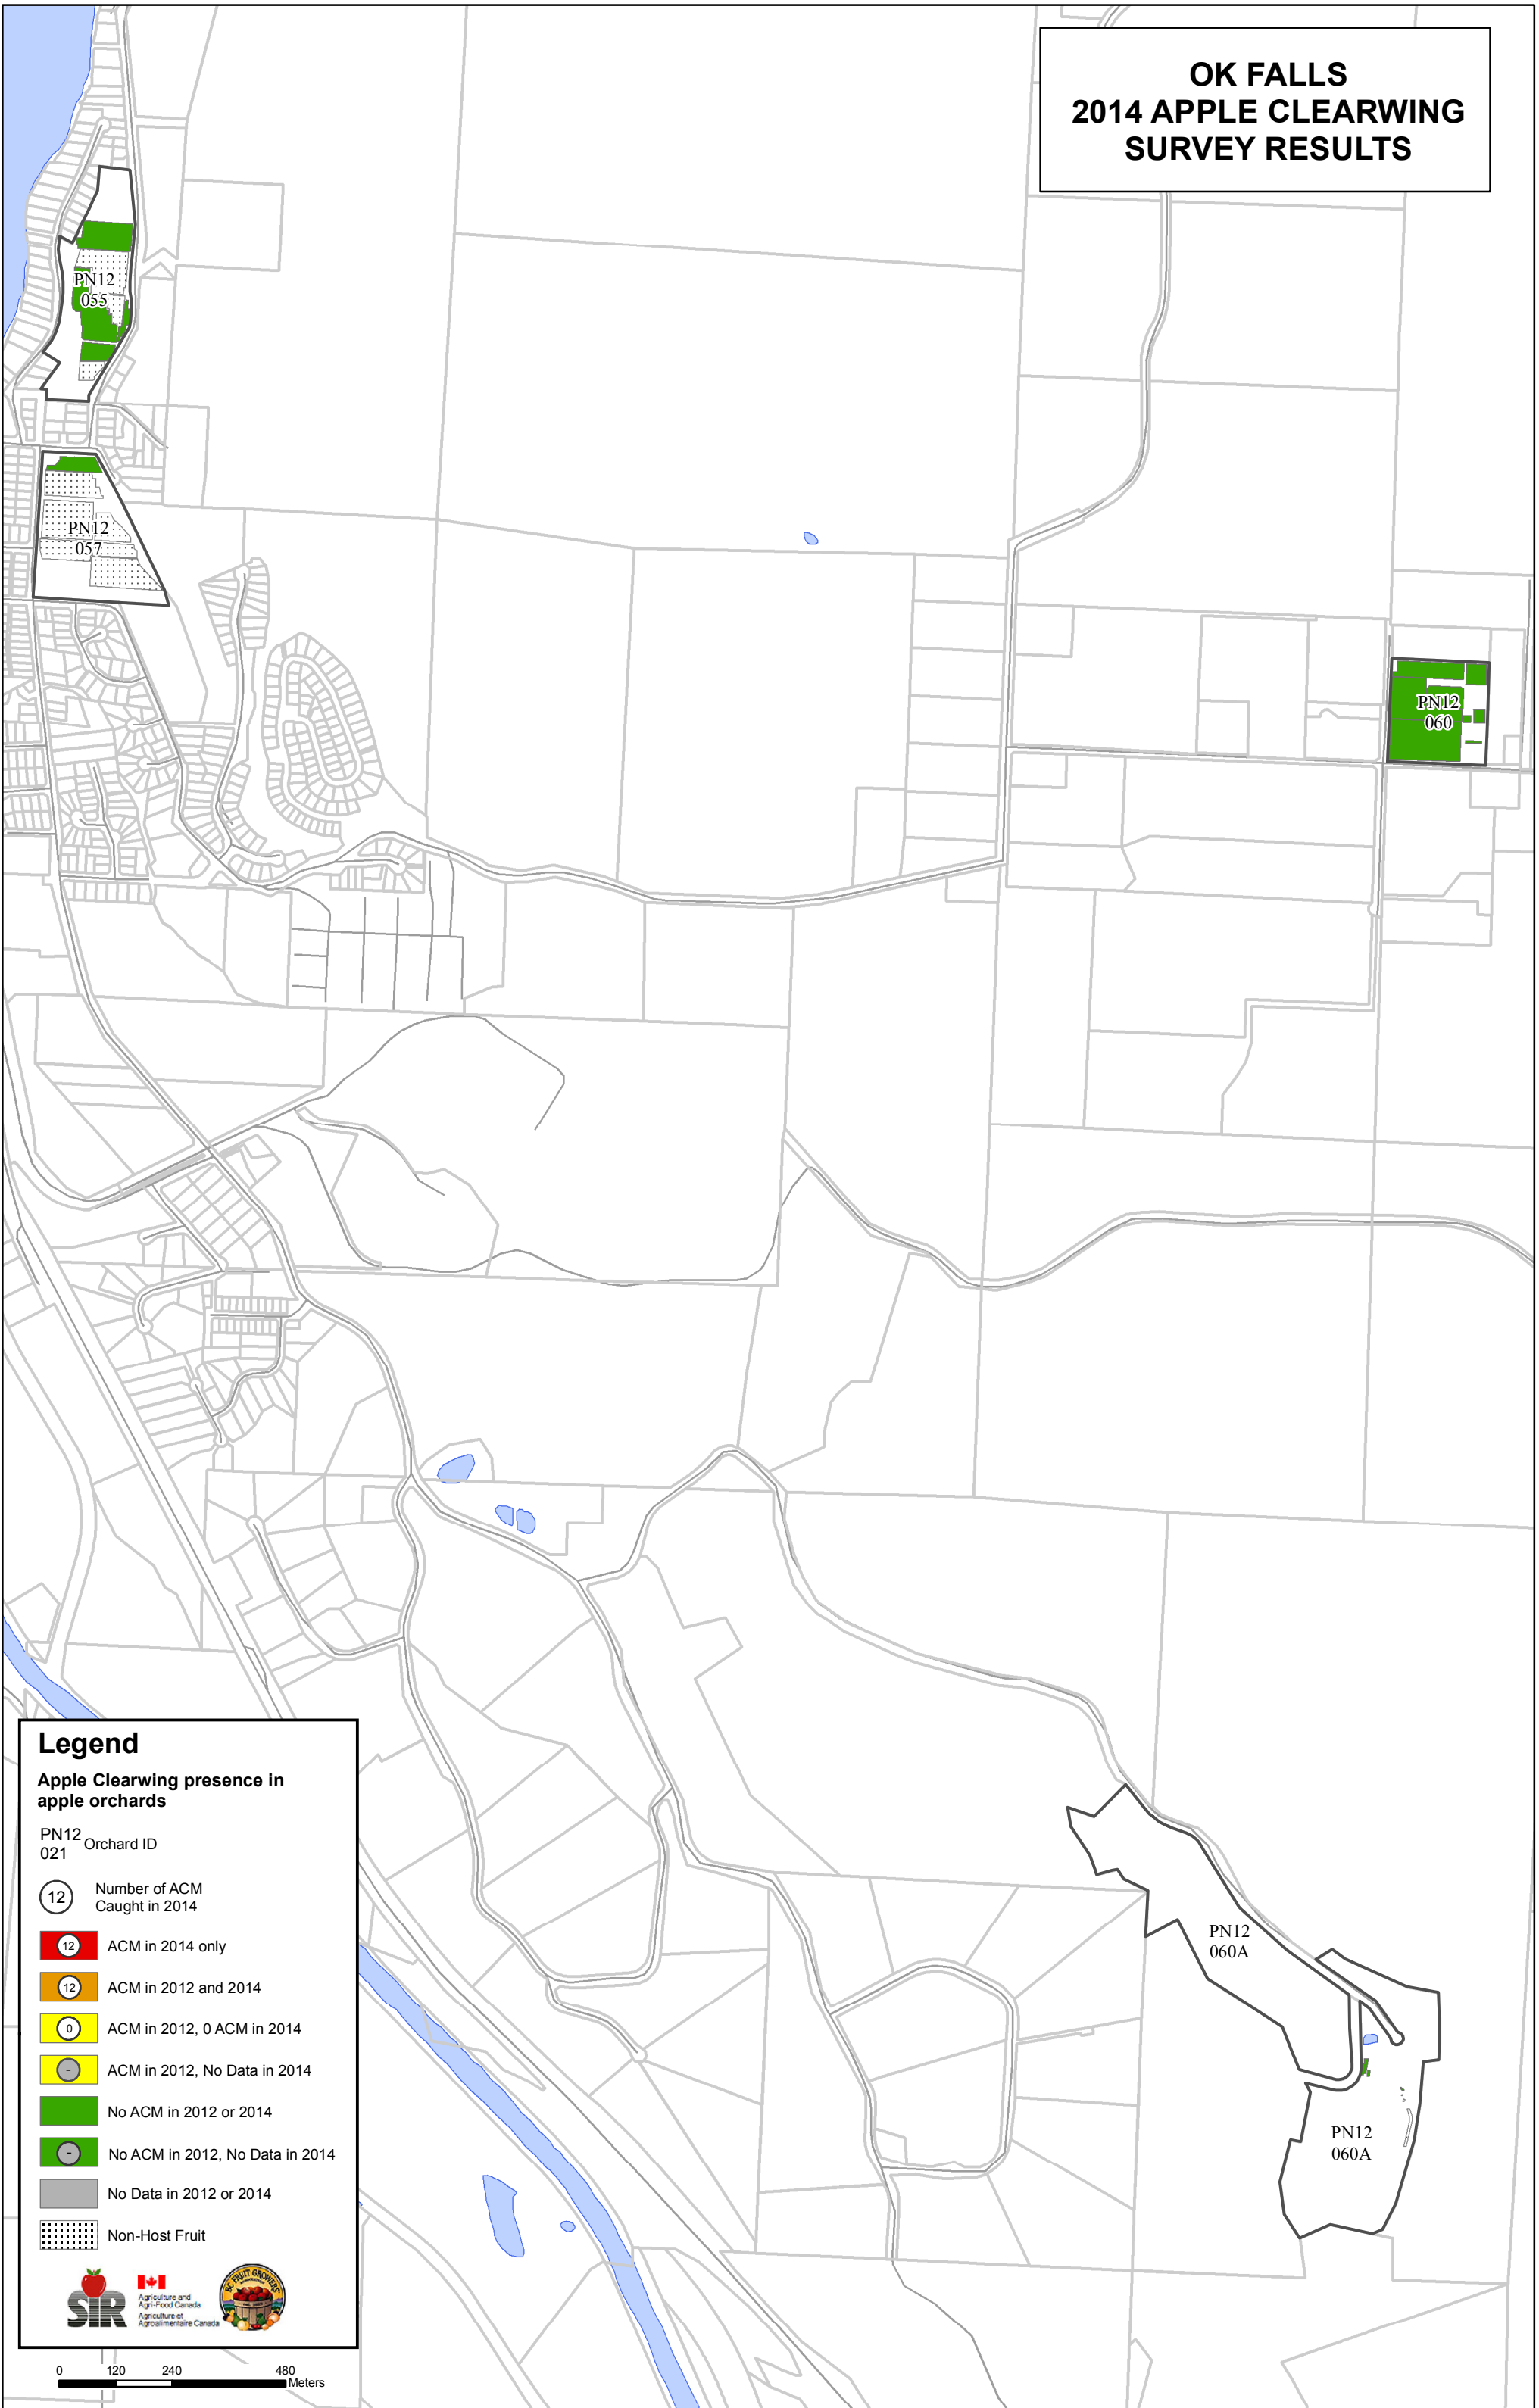 OK FALLS
2014 APPLE CLEARWING
SURVEY RESULTS
PN12
055
PN12
057
PN12
060
PN12
060A
PN12
060A
Legend
Apple Clearwing presence in
apple orchards
PN12
021
Orchard ID
12
Number of ACM
Caught in 2014
12 ACM in 2014 only
12 ACM in 2012 and 2014
0 ACM in 2012, 0 ACM in 2014
- ACM in 2012, No Data in 2014
No ACM in 2012 or 2014
- No ACM in 2012, No Data in 2014
No Data in 2012 or 2014
Non-Host Fruit
SIR
Agriculture and
Agri-Food Canada
Agriculture et
Agroalimentaire Canada
BC FRUIT GROWERS'
0 120 240 480
Meters